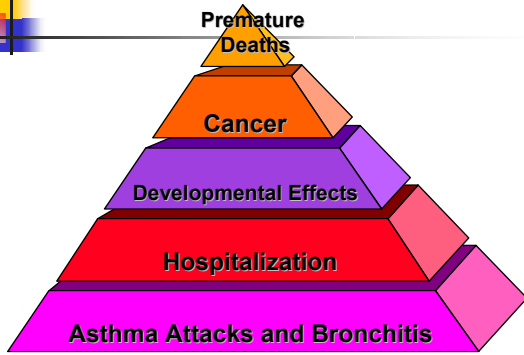 Premature
Deaths
Cancer
Developmental Effects
Hospitalization
Asthma Attacks and Bronchitis